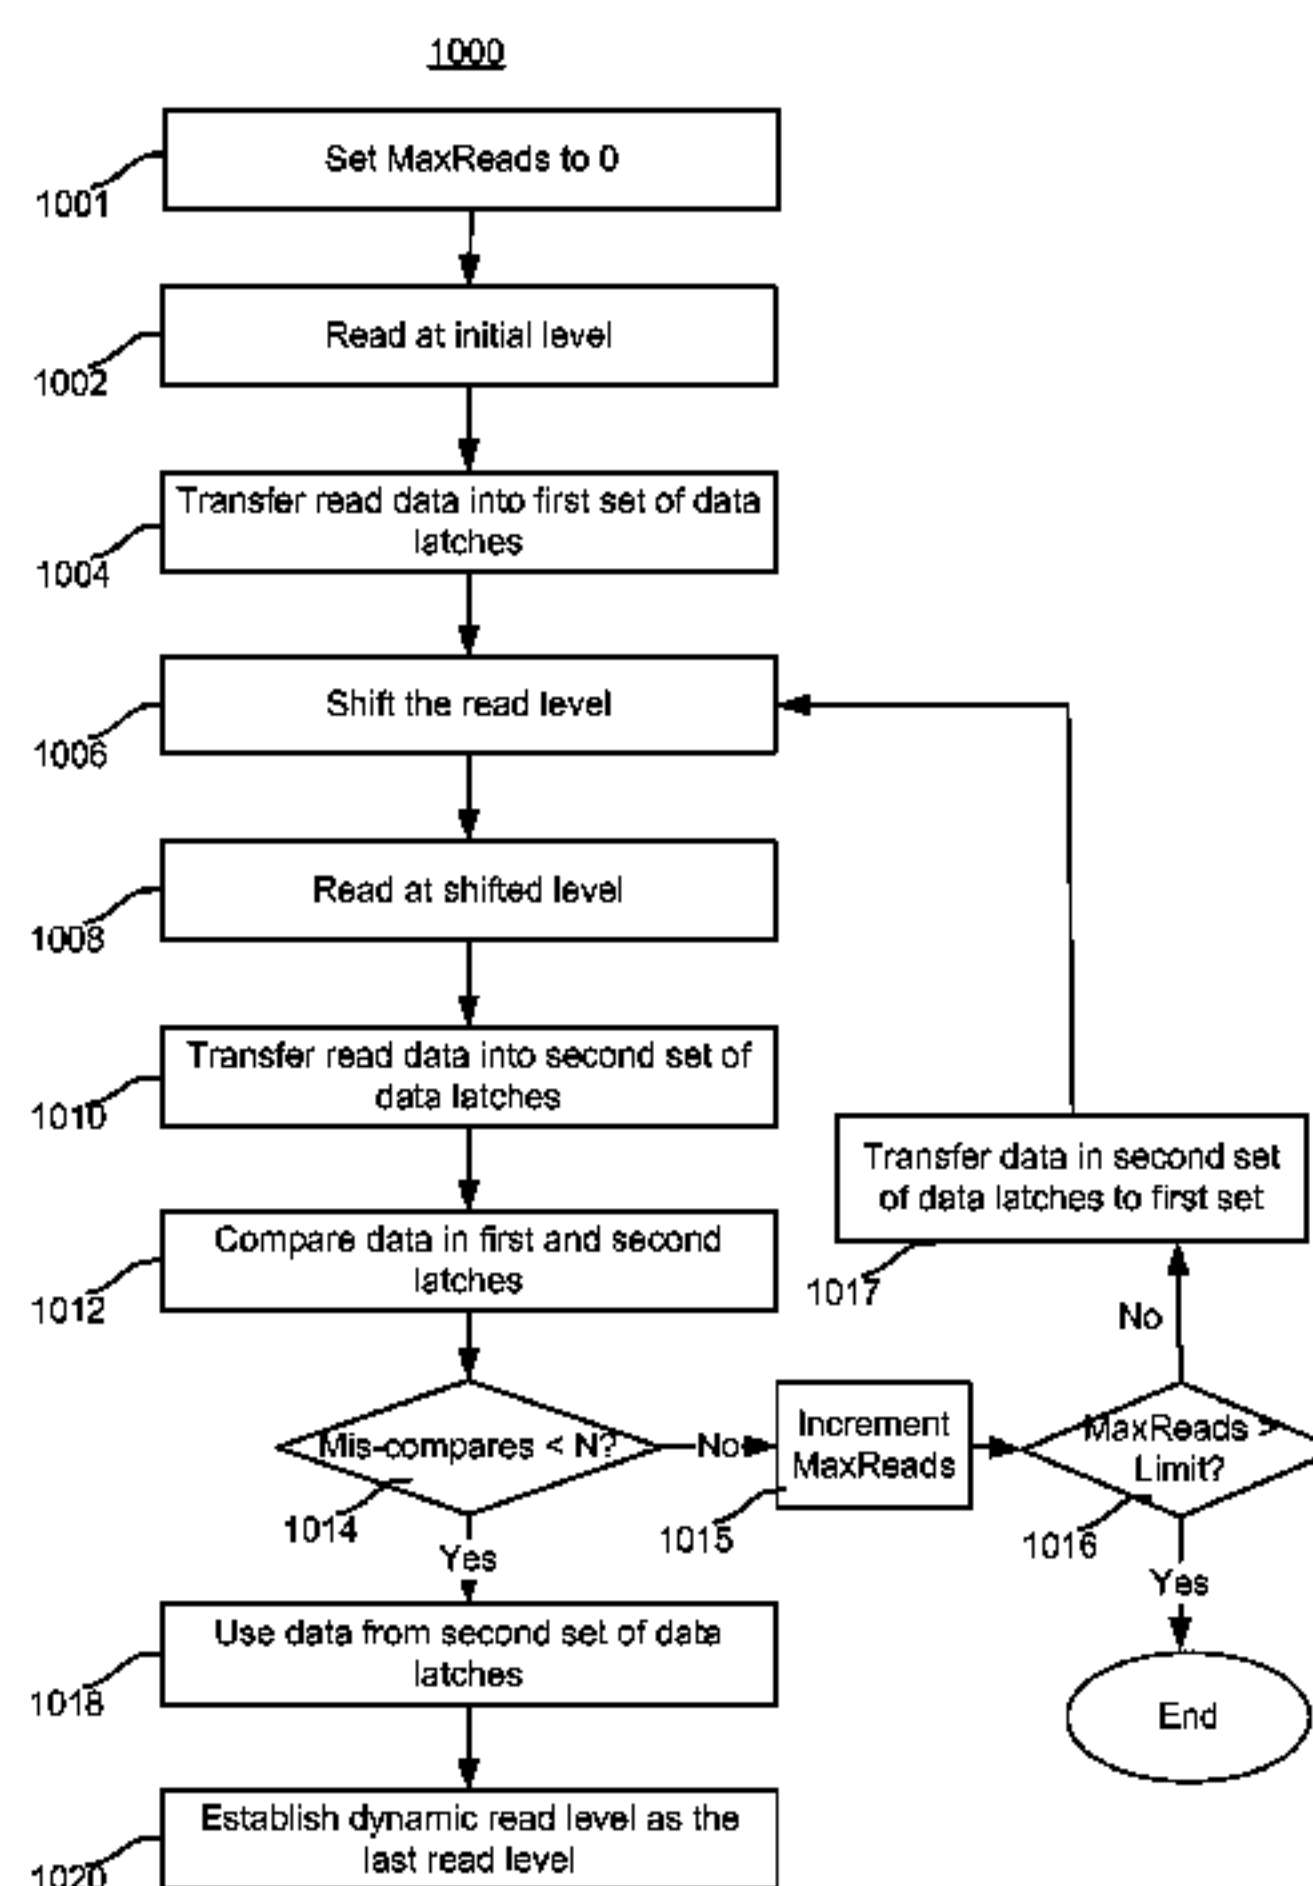 1000
Set MaxReads to 0
1001
Read at initial level
1002
Transfer read data into first set of data
latches
1004
Shift the read level
1006
Read at shifted level
1008
Transfer read data into second set of
data latches
1010
Transfer data in second set
of data latches to first set
1017
Compare data in first and second
latches
1012
No
Mis-compares < N?
1014
No
Increment
MaxReads
1015
MaxReads >
Limit?
1016
Yes
Yes
Use data from second set of data
latches
1018
End
Establish dynamic read level as the
last read level
1020